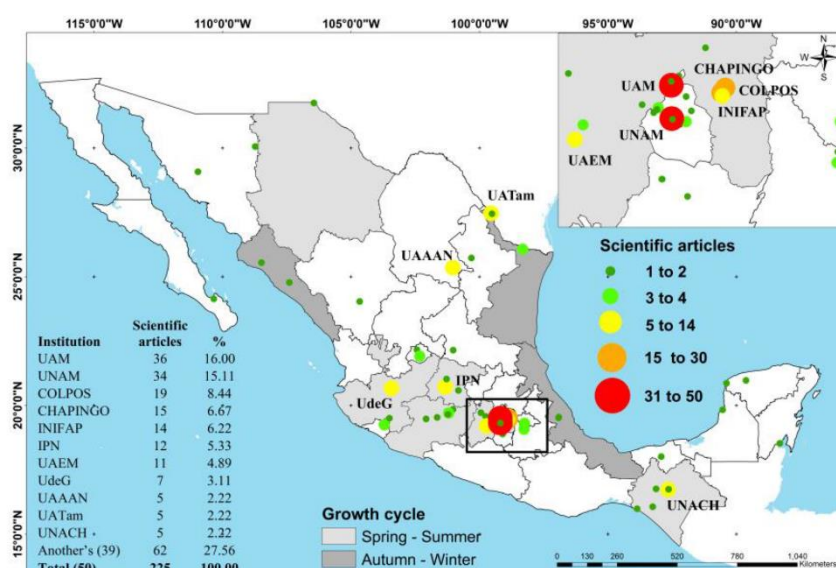 115°0'0"W 110°0'0"W 105°0'0"W 100°0'0"W 95°0'0"W 90°0'0"W
N
W
S
CHAPINGO
UAM
COLPOS
INIFAP
UNAM
UAEM
30°0'0"N
25°0'0"N
20°0'0"N
15°0'0"N
UATam
UAAAN
IPN
UdeG
UNACH
Scientific articles
1 to 2
3 to 4
5 to 14
15 to 30
31 to 50
Institution Scientific articles %
UAM 36 16.00
UNAM 34 15.11
COLPOS 19 8.44
CHAPINGO 15 6.67
INIFAP 14 6.22
IPN 12 5.33
UAEM 11 4.89
UdeG 7 3.11
UAAAN 5 2.22
UATam 5 2.22
UNACH 5 2.22
Another's (39) 62 27.56
Total (50) 225 100.00
Growth cycle
Spring - Summer
Autumn - Winter
0 130 260 520 780 1,040
Kilometers